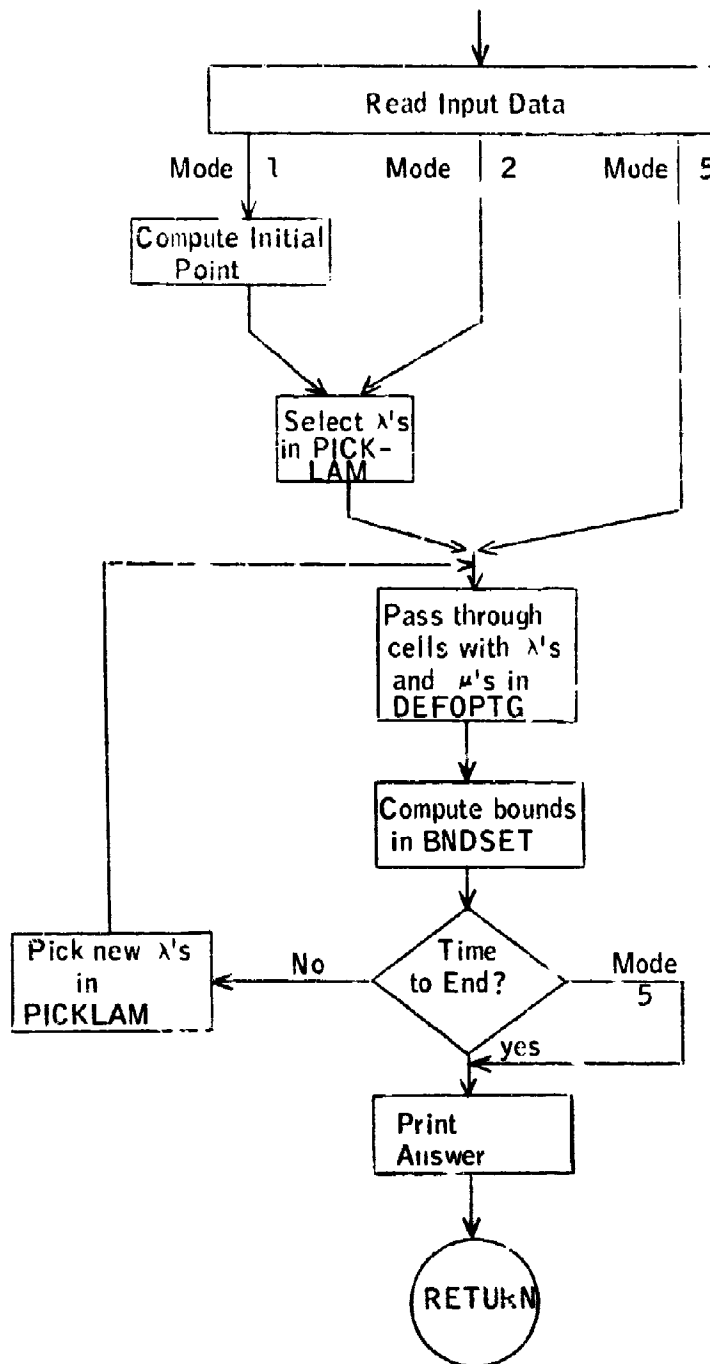 Read Input Data
Mode 1
Mode 2
Mode 5
Compute Initial
Point
Select λ's
in PICK-
LAM
Pass through
cells with λ's
and μ's in
DEFOPTG
Compute bounds
in BNDSET
Time
to End?
No
Mode
5
yes
Pick new λ's
in
PICKLAM
Print
Answer
RETURN